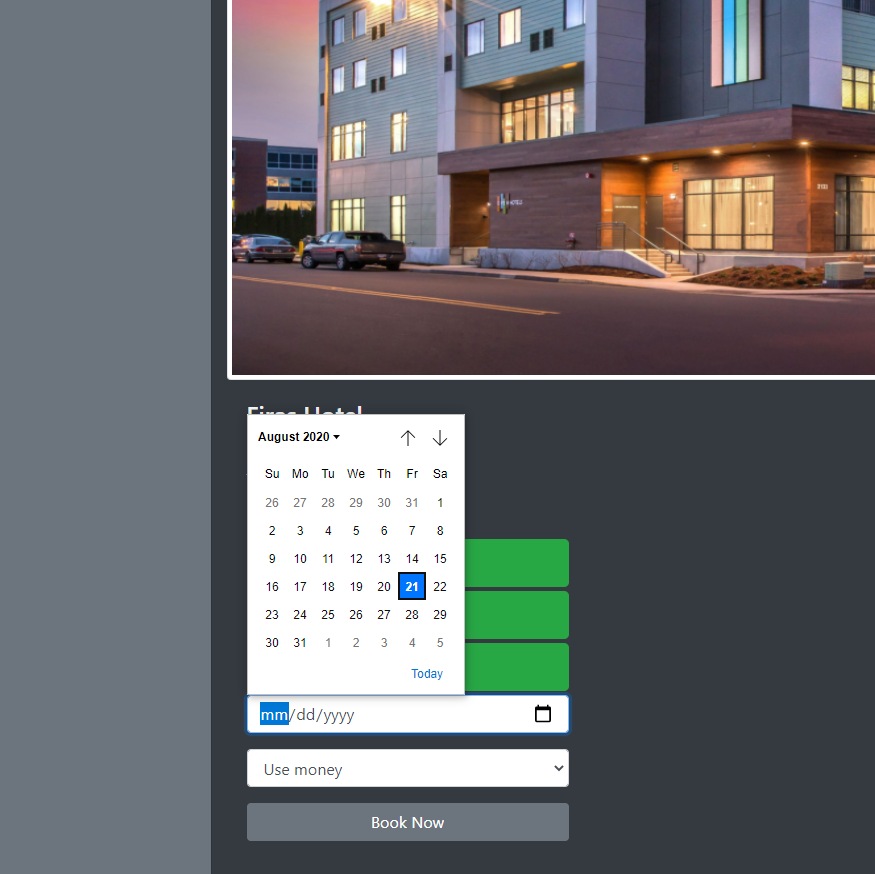 Firas Hotel
August 2020
Su Mo Tu We Th Fr Sa
26 27 28 29 30 31 1
2 3 4 5 6 7 8
9 10 11 12 13 14 15
16 17 18 19 20 21 22
23 24 25 26 27 28 29
30 31 1 2 3 4 5
Today
mm/dd/yyyy
Use money
Book Now